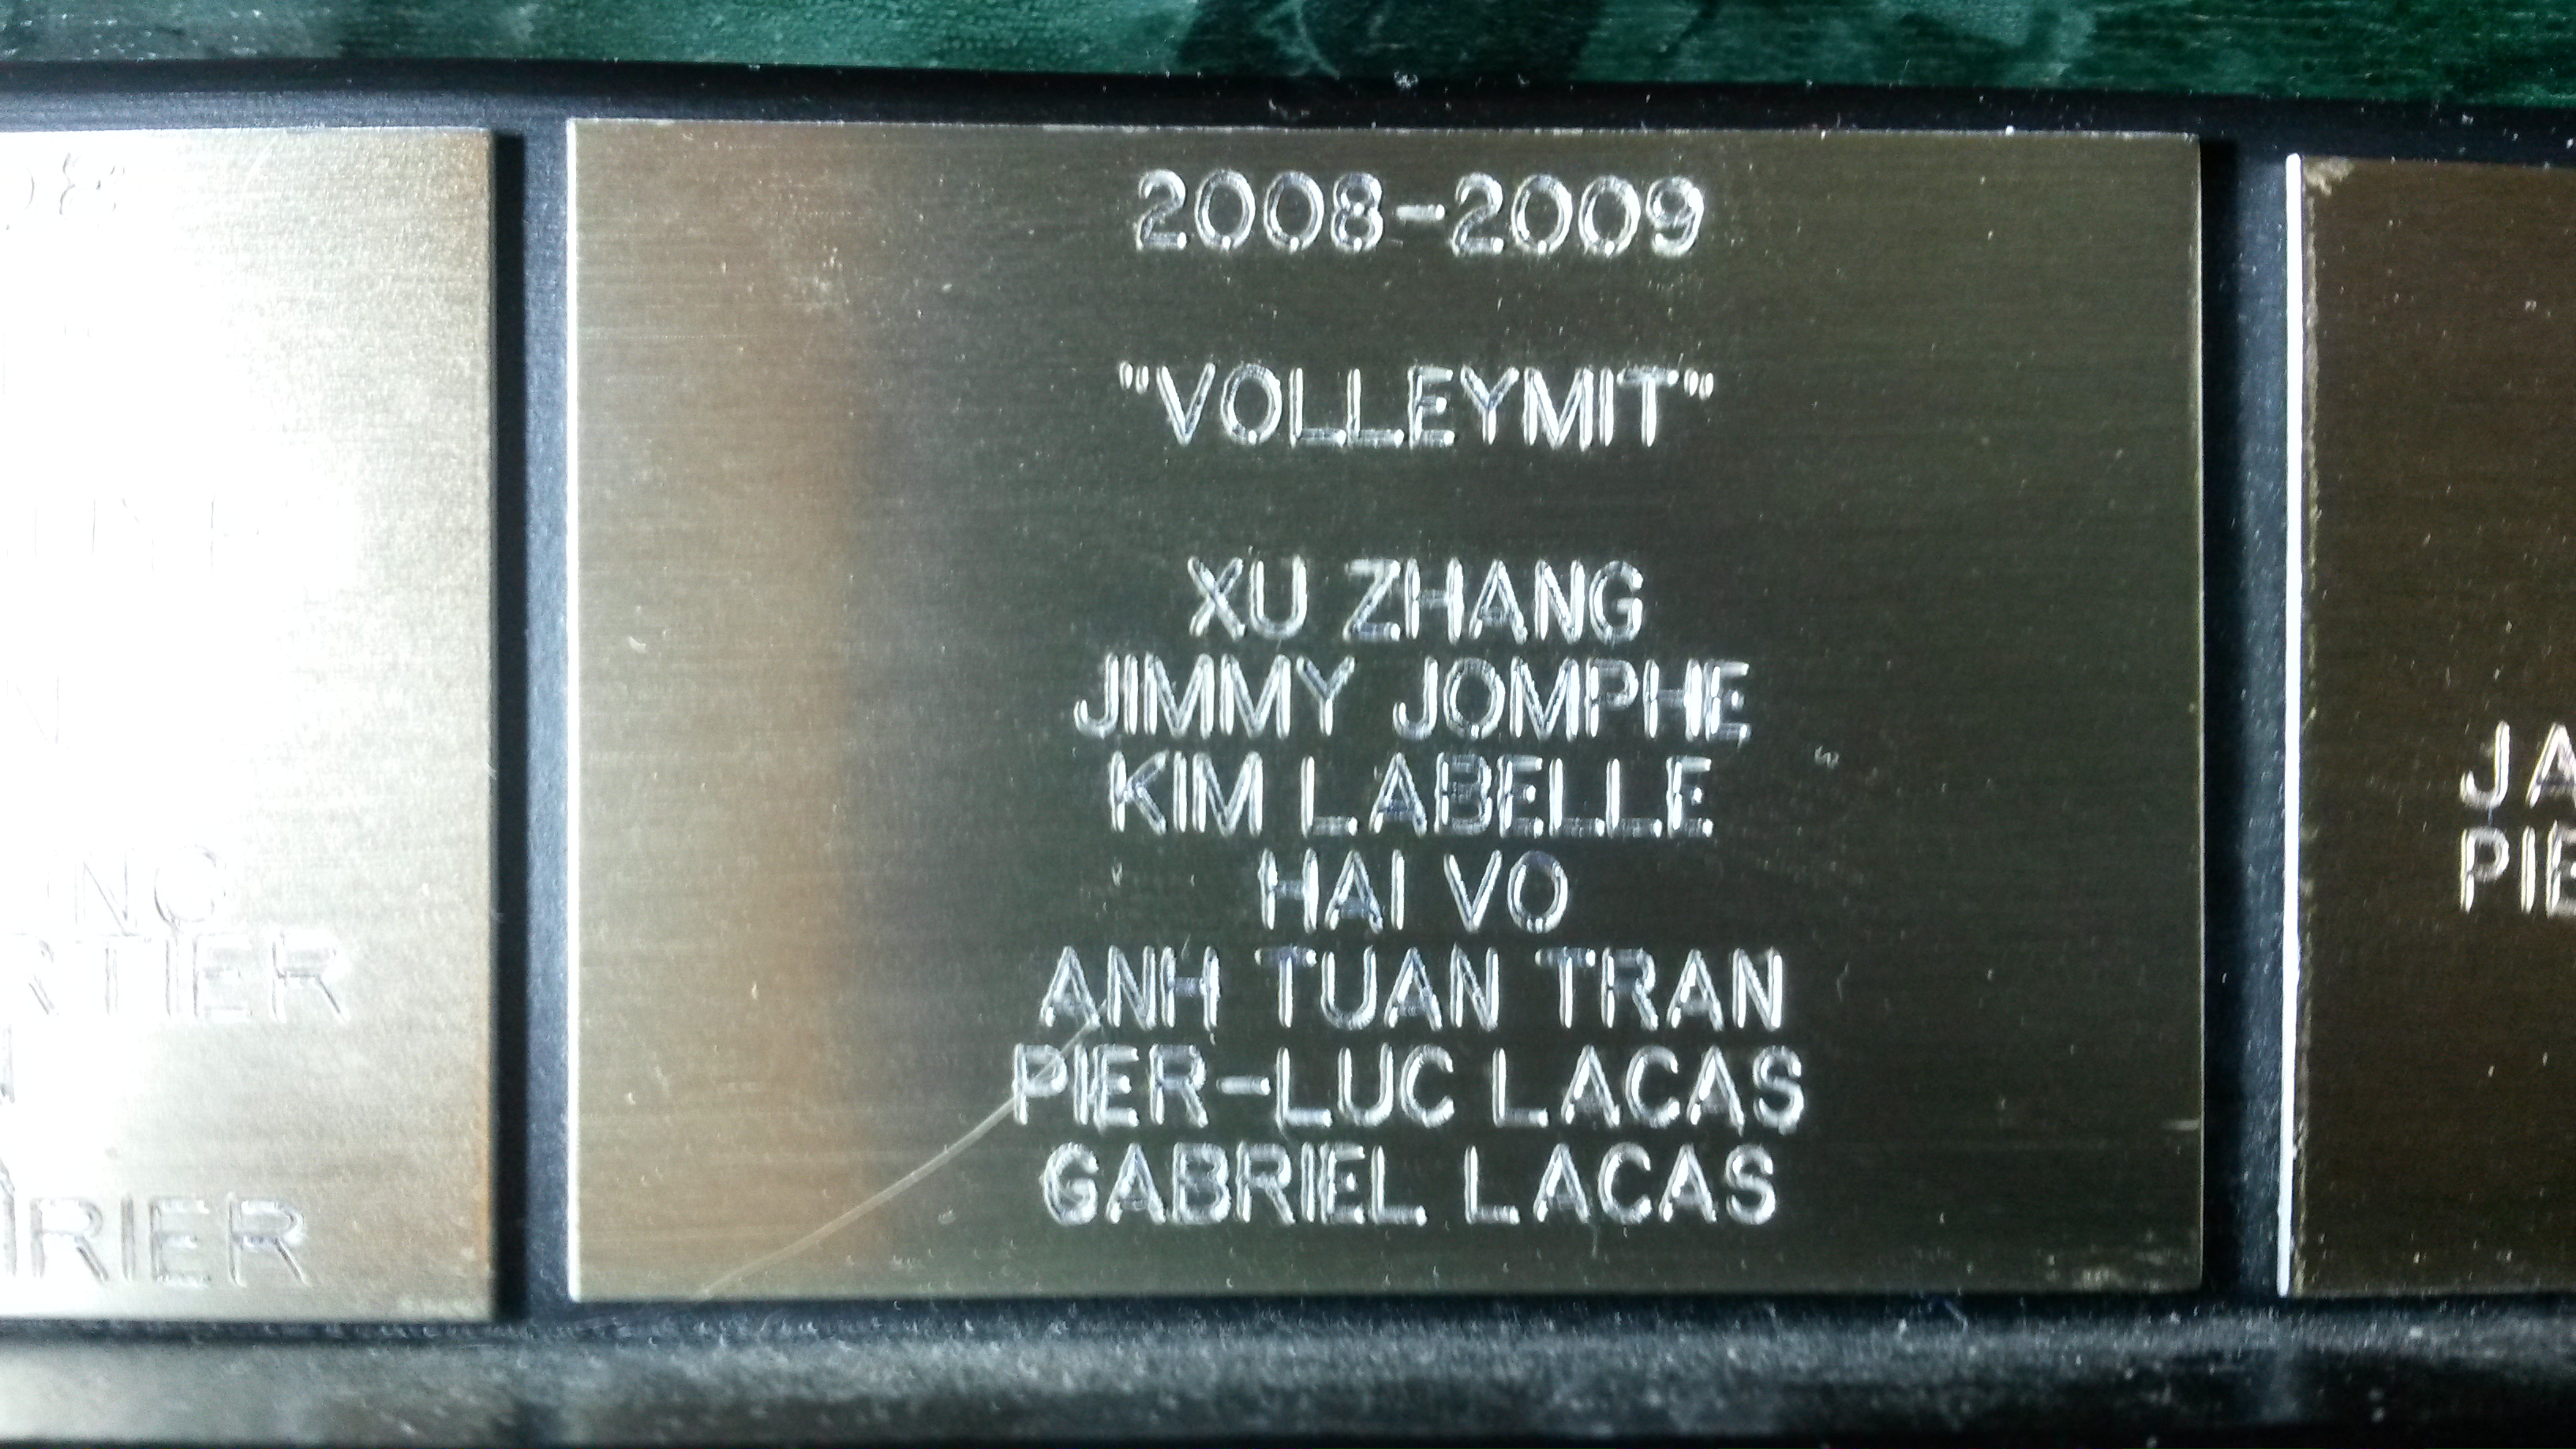 2008-2009
"VOLLEYMIT"
XU ZHANG
JIMMY JOMPHE
KIM LABELLE
HAI VO
ANH TUAN TRAN
PIER-LUC LACAS
GABRIEL LACAS